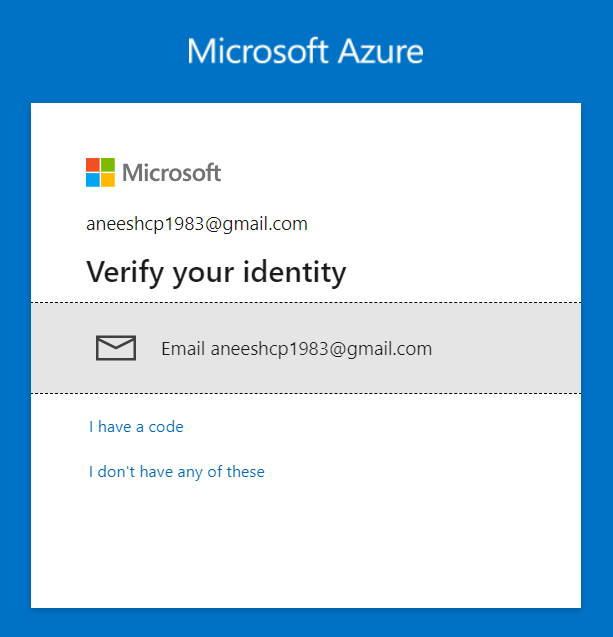 Microsoft Azure
Microsoft
aneeshcp1983@gmail.com
Verify your identity
Email aneeshcp1983@gmail.com
I have a code
I don't have any of these